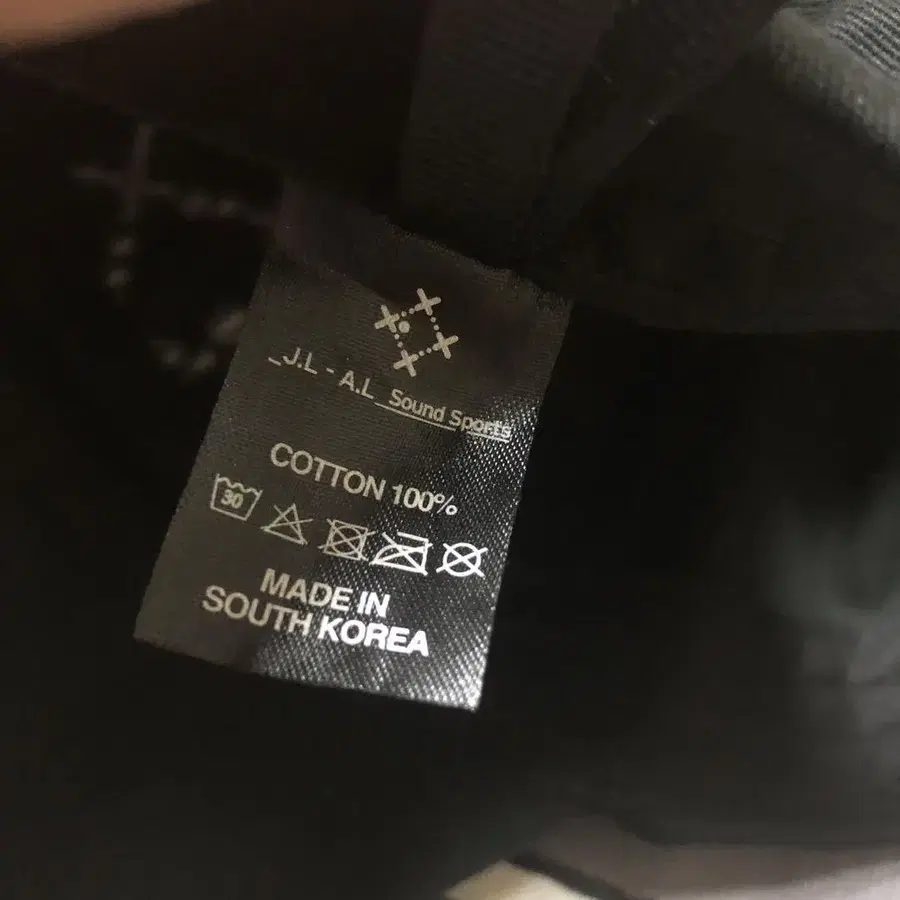 _J.L - A.L_Sound Sports
COTTON 100%
30
MADE IN
SOUTH KOREA